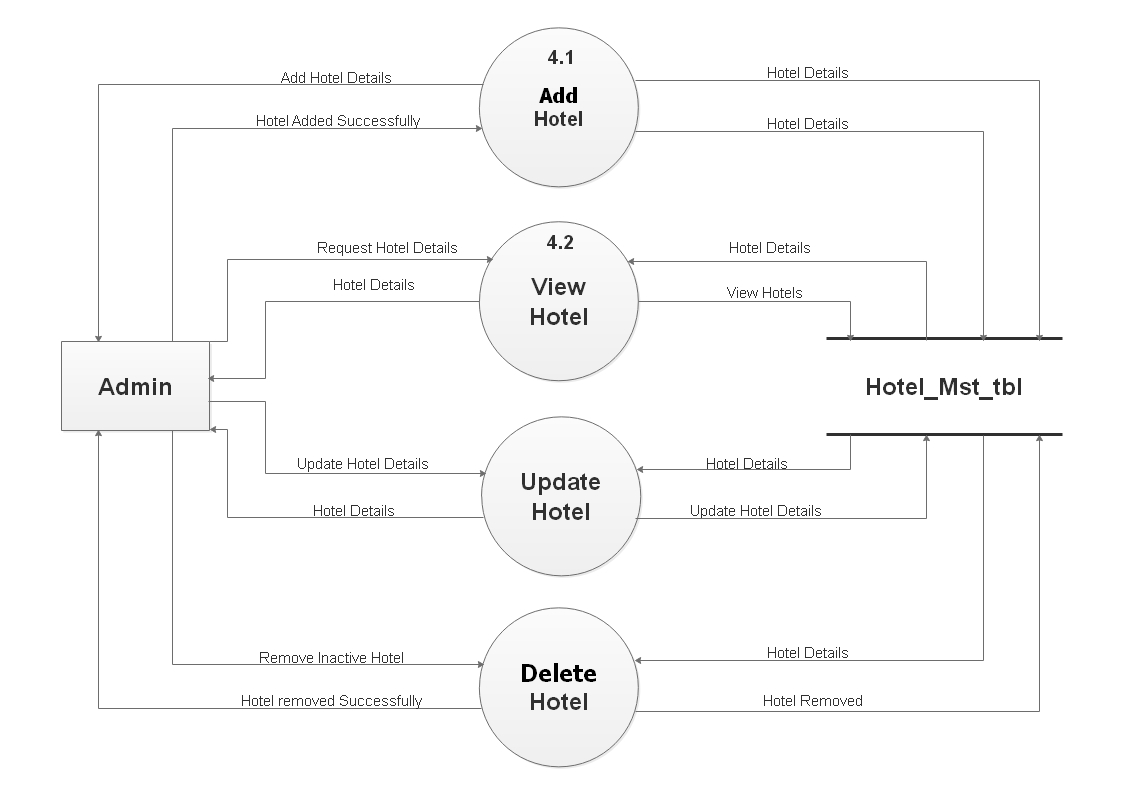 4.1
Add
Hotel
Add Hotel Details
Hotel Details
Hotel Added Successfully
Hotel Details
4.2
View
Hotel
Request Hotel Details
Hotel Details
Hotel Details
View Hotels
Admin
Hotel_Mst_tbl
Update
Hotel
Update Hotel Details
Hotel Details
Hotel Details
Update Hotel Details
Delete
Hotel
Remove Inactive Hotel
Hotel Details
Hotel removed Successfully
Hotel Removed